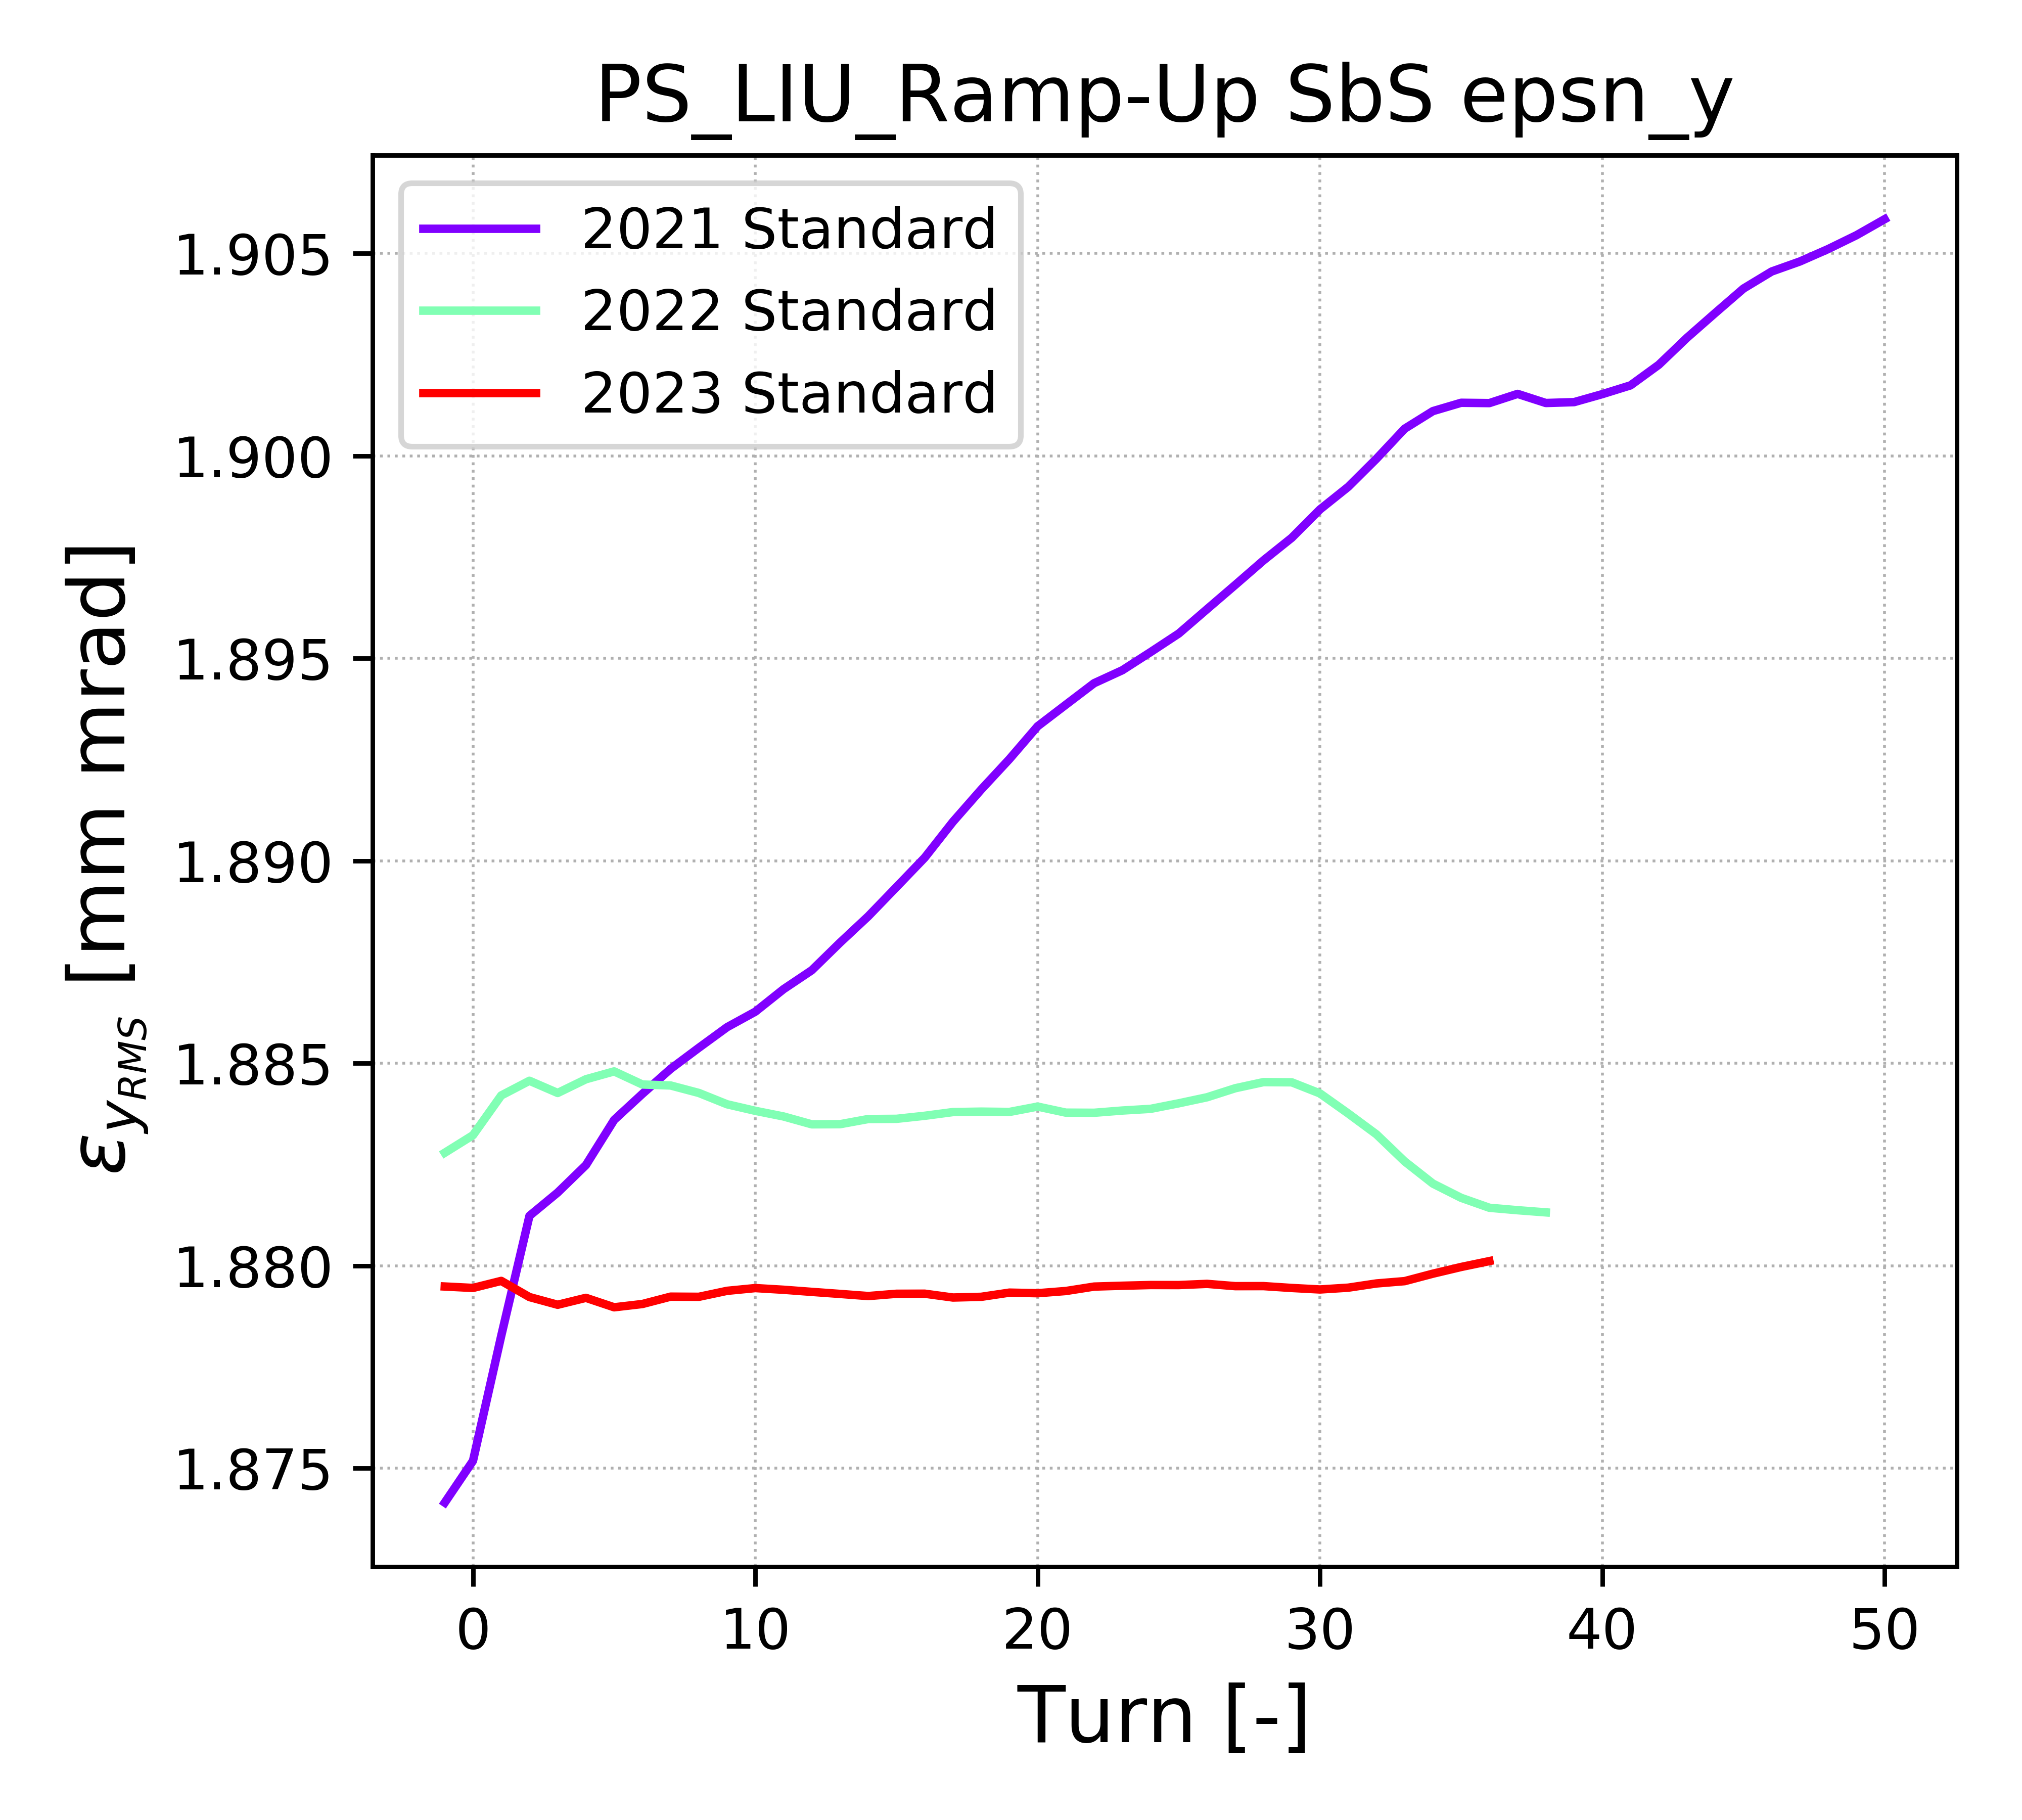 PS_LIU_Ramp-Up SbS epsn_y
2021 Standard
2022 Standard
2023 Standard
1.905
1.900
1.895
1.890
1.885
1.880
1.875
ε_{y_{RMS}} [mm mrad]
0 10 20 30 40 50
Turn [-]